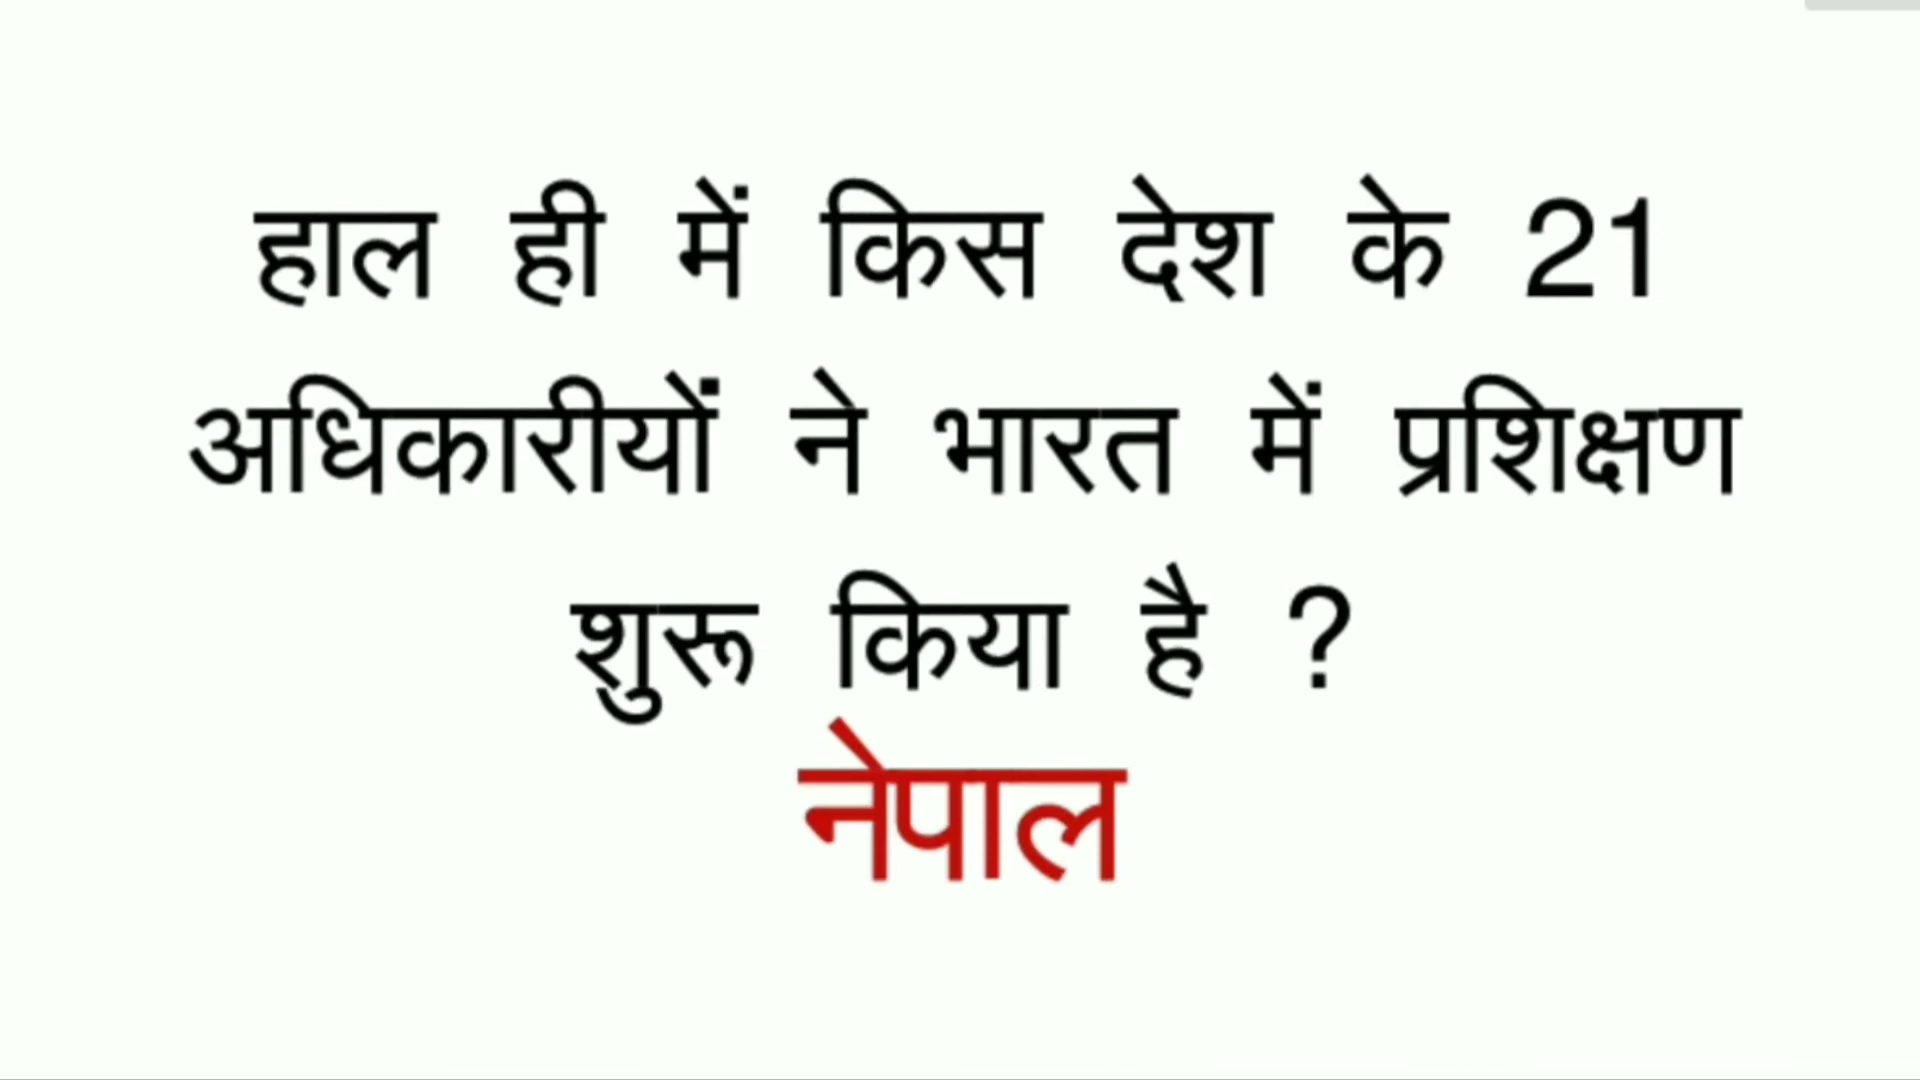 हाल ही में किस देश के 21
अधिकारीयों ने भारत में प्रशिक्षण
शुरू किया है ?
नेपाल